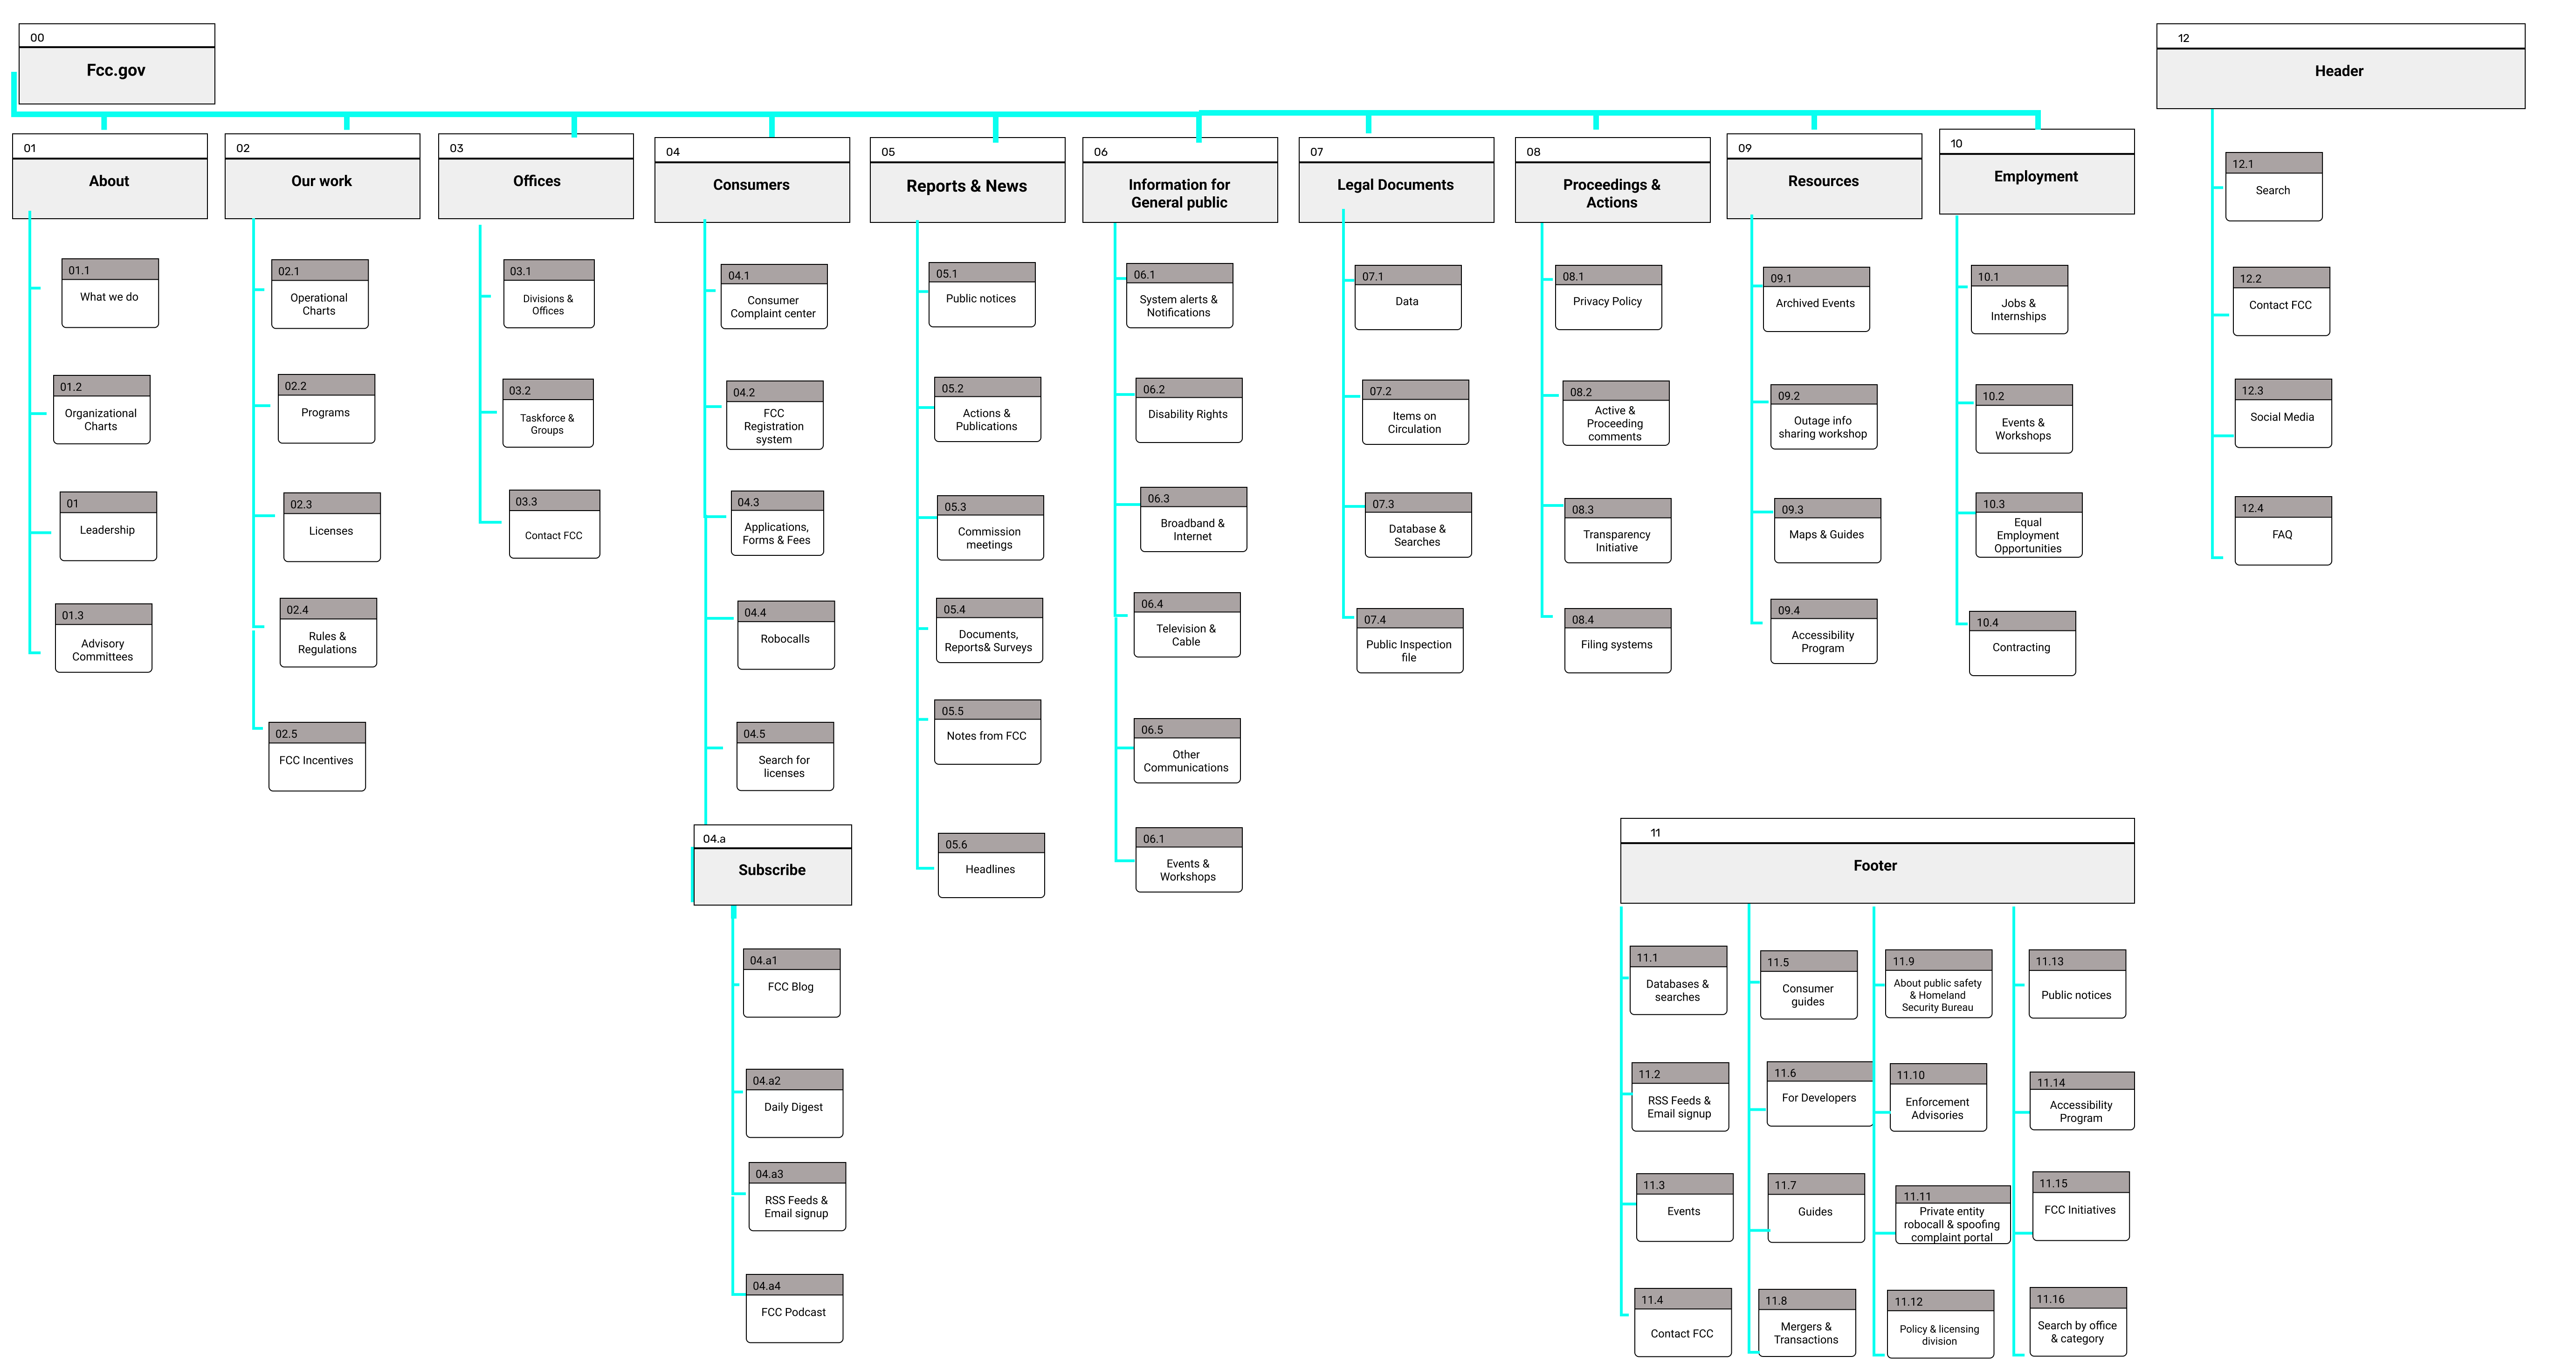 00
Fcc.gov
12
Header
12.1
Search
12.2
Contact FCC
12.3
Social Media
12.4
FAQ
01
About
01.1
What we do
01.2
Organizational
Charts
01
Leadership
01.3
Advisory
Committees
02
Our work
02.1
Operational
Charts
02.2
Programs
02.3
Licenses
02.4
Rules &
Regulations
02.5
FCC Incentives
03
Offices
03.1
Divisions &
Offices
03.2
Taskforce &
Groups
03.3
Contact FCC
04
Consumers
04.1
Consumer
Complaint center
04.2
FCC
Registration
system
04.3
Applications,
Forms & Fees
04.4
Robocalls
04.5
Search for
licenses
04.a
Subscribe
04.a1
FCC Blog
04.a2
Daily Digest
04.a3
RSS Feeds &
Email signup
04.a4
FCC Podcast
05
Reports & News
05.1
Public notices
05.2
Actions &
Publications
05.3
Commission
meetings
05.4
Documents,
Reports& Surveys
05.5
Notes from FCC
05.6
Headlines
06
Information for
General public
06.1
System alerts &
Notifications
06.2
Disability Rights
06.3
Broadband &
Internet
06.4
Television &
Cable
06.5
Other
Communications
06.1
Events &
Workshops
07
Legal Documents
07.1
Data
07.2
Items on
Circulation
07.3
Database &
Searches
07.4
Public Inspection
file
08
Proceedings &
Actions
08.1
Privacy Policy
08.2
Active &
Proceeding
comments
08.3
Transparency
Initiative
08.4
Filing systems
09
Resources
09.1
Archived Events
09.2
Outage info
sharing workshop
09.3
Maps & Guides
09.4
Accessibility
Program
10
Employment
10.1
Jobs &
Internships
10.2
Events &
Workshops
10.3
Equal
Employment
Opportunities
10.4
Contracting
11
Footer
11.1
Databases &
searches
11.2
RSS Feeds &
Email signup
11.3
Events
11.4
Contact FCC
11.5
Consumer
guides
11.6
For Developers
11.7
Guides
11.8
Mergers &
Transactions
11.9
About public safety
& Homeland
Security Bureau
11.10
Enforcement
Advisories
11.11
Private entity
robocall & spoofing
complaint portal
11.12
Policy & licensing
division
11.13
Public notices
11.14
Accessibility
Program
11.15
FCC Initiatives
11.16
Search by office
& category